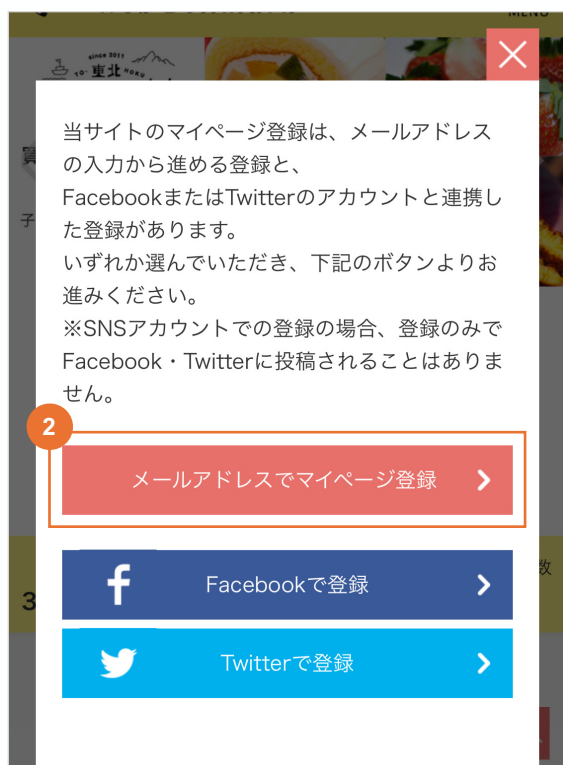 MENU
since 2011
東北
当サイトのマイページ登録は、メールアドレス
の入力から進める登録と、
FacebookまたはTwitterのアカウントと連携し
た登録があります。
いずれか選んでいただき、下記のボタンよりお
進みください。
※SNSアカウントでの登録の場合、登録のみで
Facebook・Twitterに投稿されることはありま
せん。
2
メールアドレスでマイページ登録
Facebookで登録
Twitterで登録
子
数
3